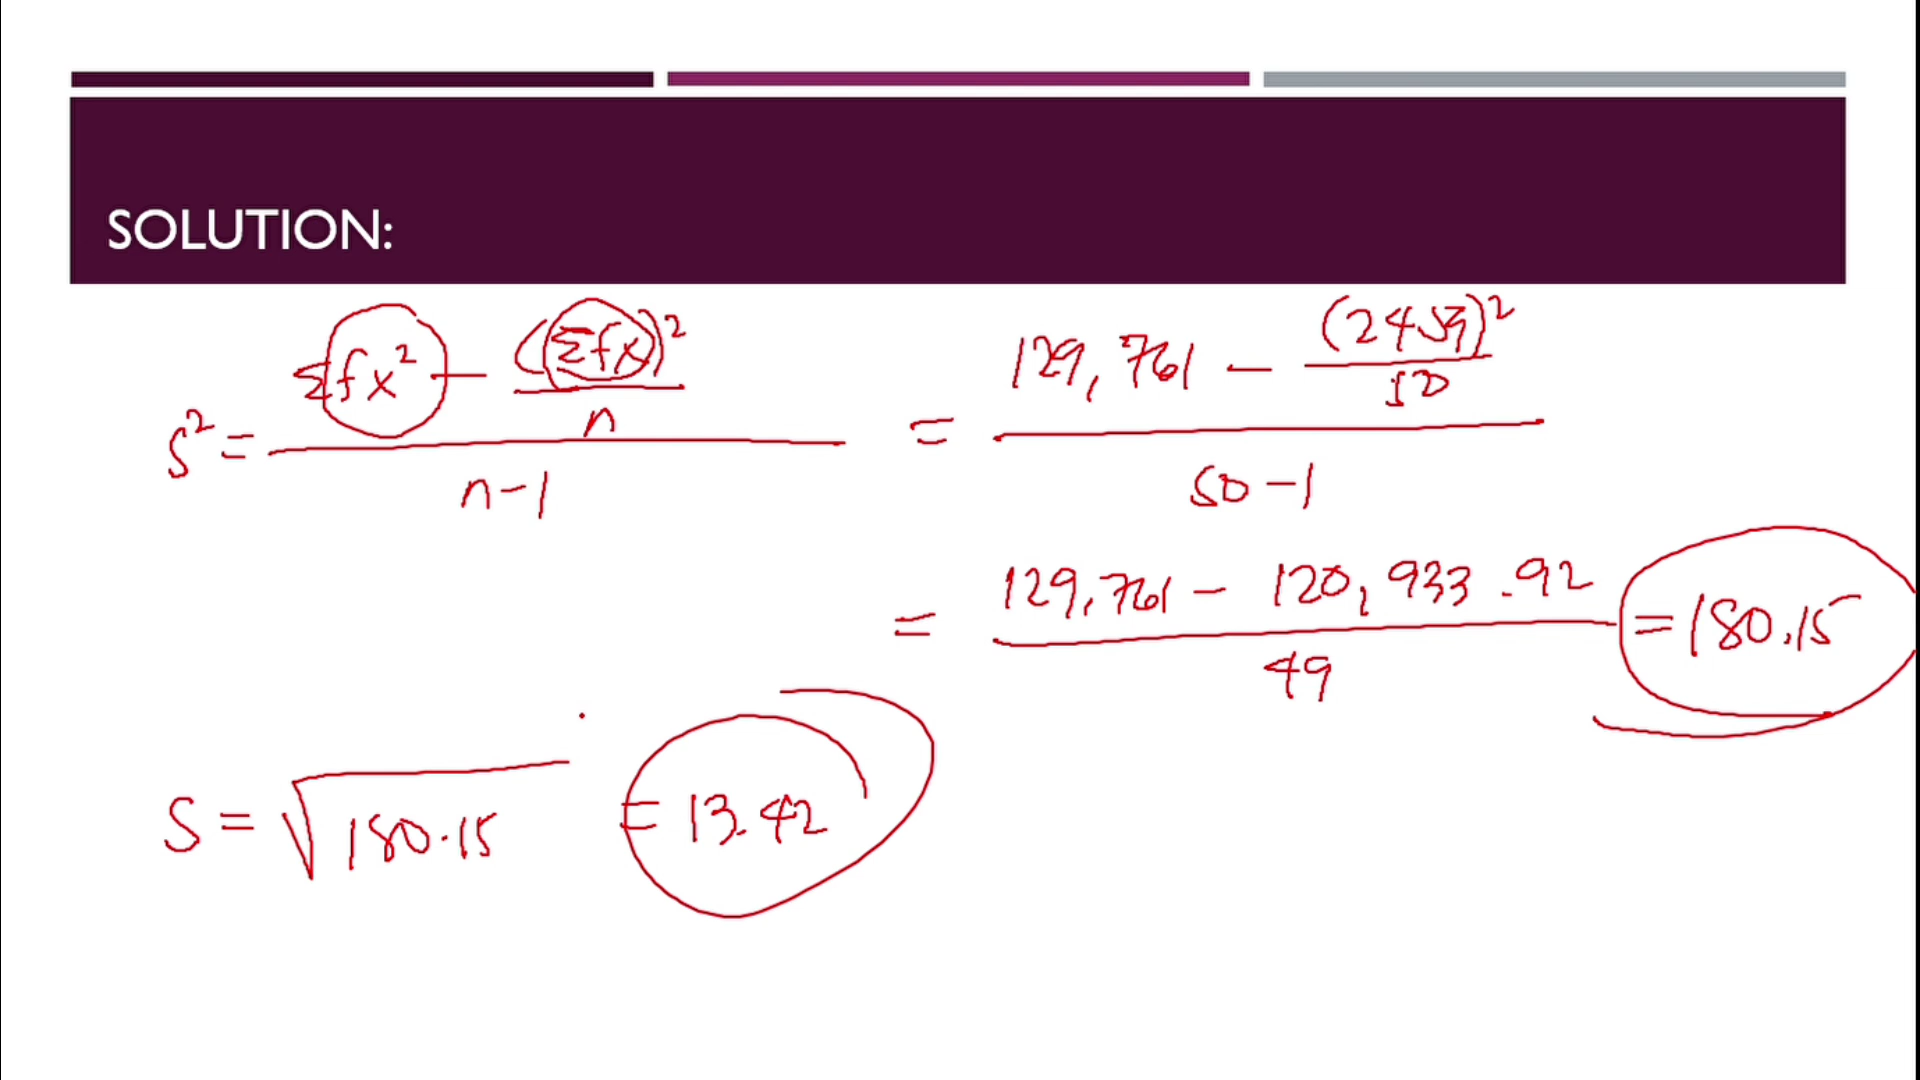 SOLUTION:
s² = (Σfx² − (Σfx)²/n) / (n−1) = (129,761 − (2459)²/50) / (50−1)
= (129,761 − 120,933.92) / 49 = 180.15
S = √180.15 = 13.42